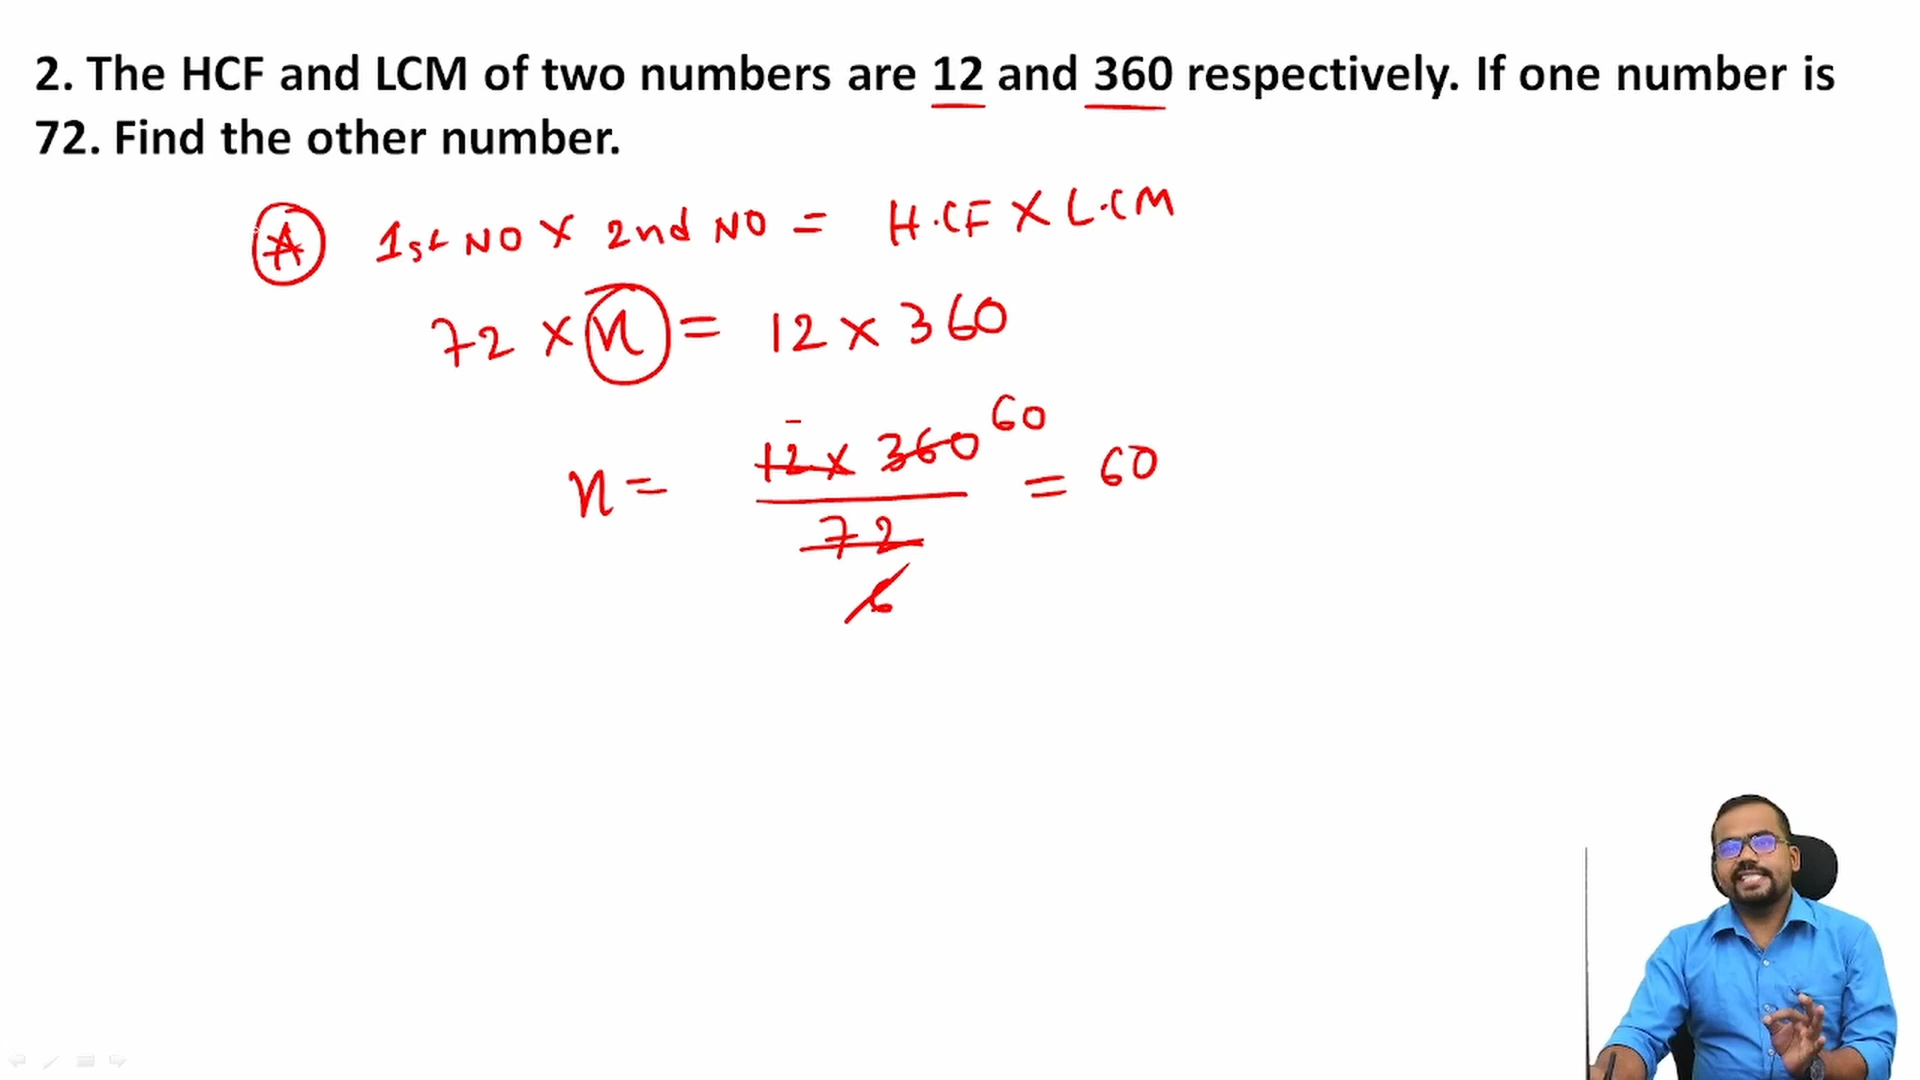 2. The HCF and LCM of two numbers are 12 and 360 respectively. If one number is
72. Find the other number.
A 1st NO X 2nd NO = H.CF X L.CM
72 × n = 12 × 360
n = 12 × 360 60 = 60
72
6